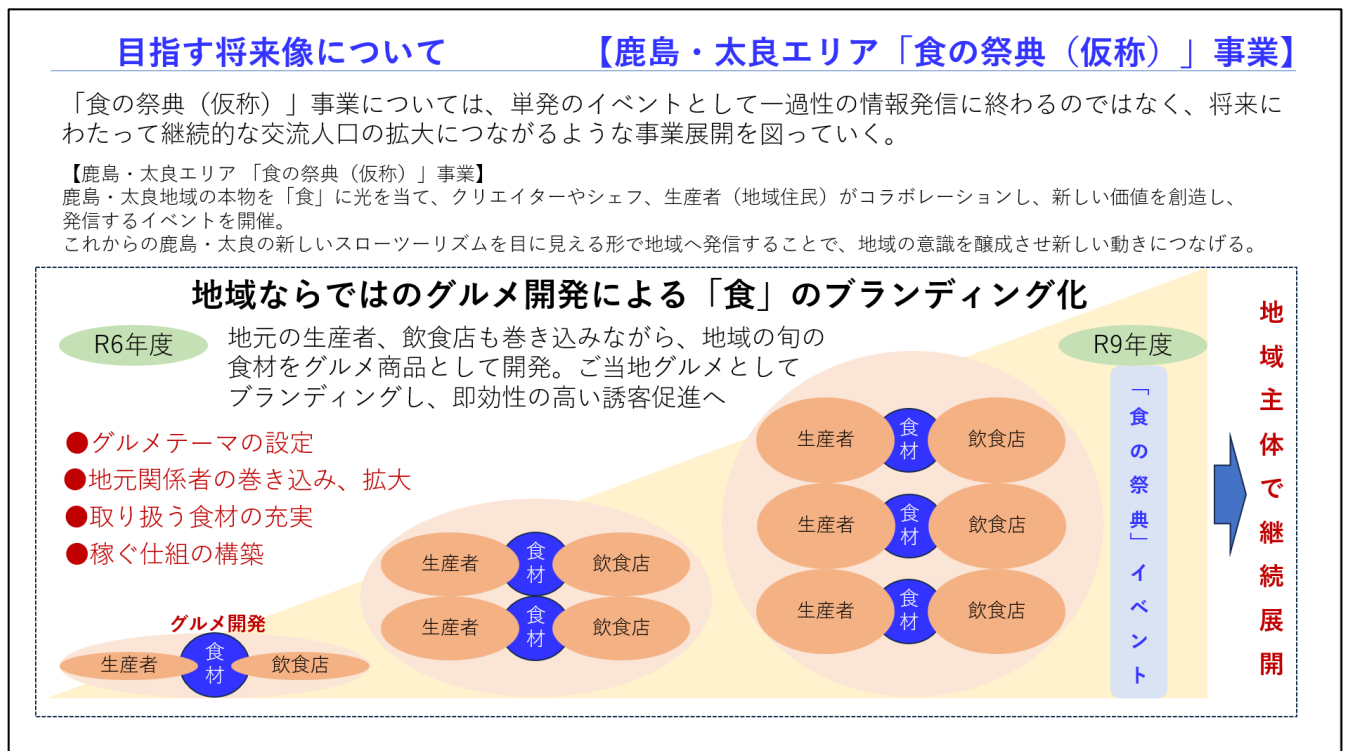 目指す将来像について
【鹿島・太良エリア「食の祭典（仮称）」事業】
「食の祭典（仮称）」事業については、単発のイベントとして一過性の情報発信に終わるのではなく、将来に
わたって継続的な交流人口の拡大につながるような事業展開を図っていく。
【鹿島・太良エリア 「食の祭典（仮称）」事業】
鹿島・太良地域の本物を「食」に光を当て、クリエイターやシェフ、生産者（地域住民）がコラボレーションし、新しい価値を創造し、
発信するイベントを開催。
これからの鹿島・太良の新しいスローツーリズムを目に見える形で地域へ発信することで、地域の意識を醸成させ新しい動きにつなげる。
地域ならではのグルメ開発による「食」のブランディング化
R6年度
地元の生産者、飲食店も巻き込みながら、地域の旬の
食材をグルメ商品として開発。ご当地グルメとして
ブランディングし、即効性の高い誘客促進へ
●グルメテーマの設定
●地元関係者の巻き込み、拡大
●取り扱う食材の充実
●稼ぐ仕組の構築
グルメ開発
生産者
食材
飲食店
生産者
食材
飲食店
生産者
食材
飲食店
生産者
食材
飲食店
生産者
食材
飲食店
生産者
食材
飲食店
R9年度
「食の祭典」イベント
地域主体で継続展開